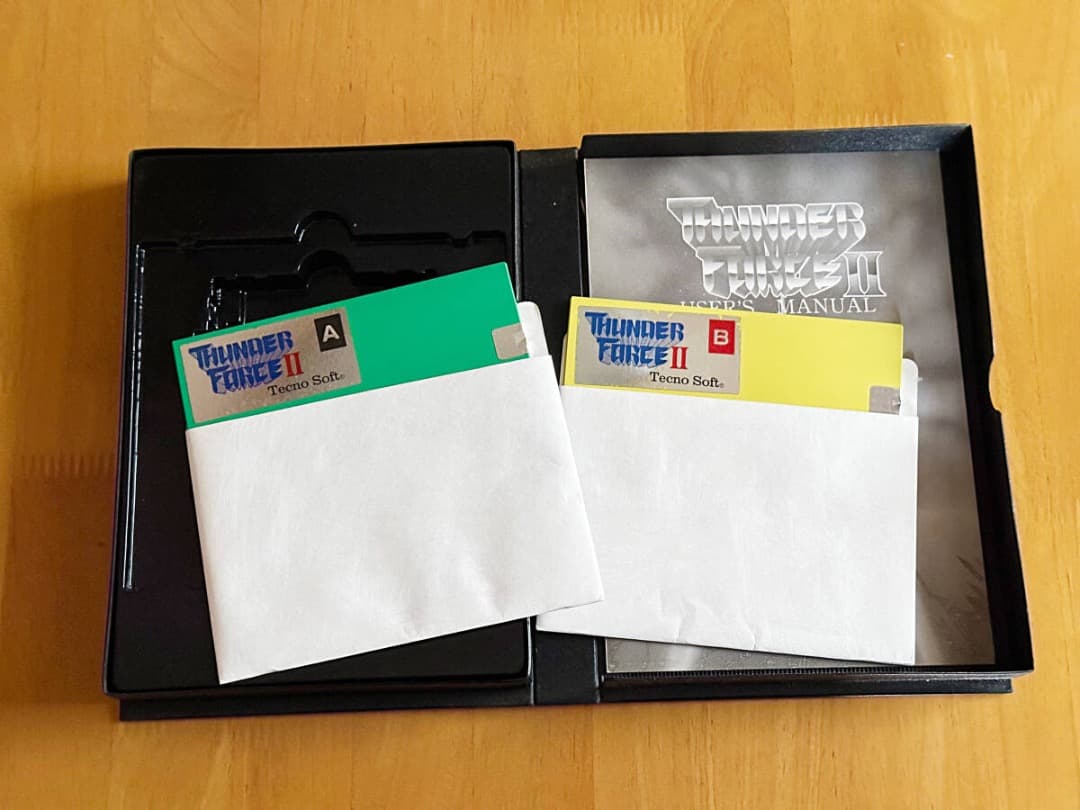 THUNDER
FORCE II
USER'S MANUAL
THUNDER
FORCE II
Tecno Soft®
A
THUNDER
FORCE II
Tecno Soft®
B